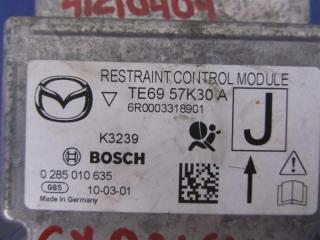 41210404
RESTRAINT CONTROL MODULE
TE69 57K30 A
6R0003318901
K3239
J
BOSCH
0 285 010 635
085 10-03-01
Made in Germany